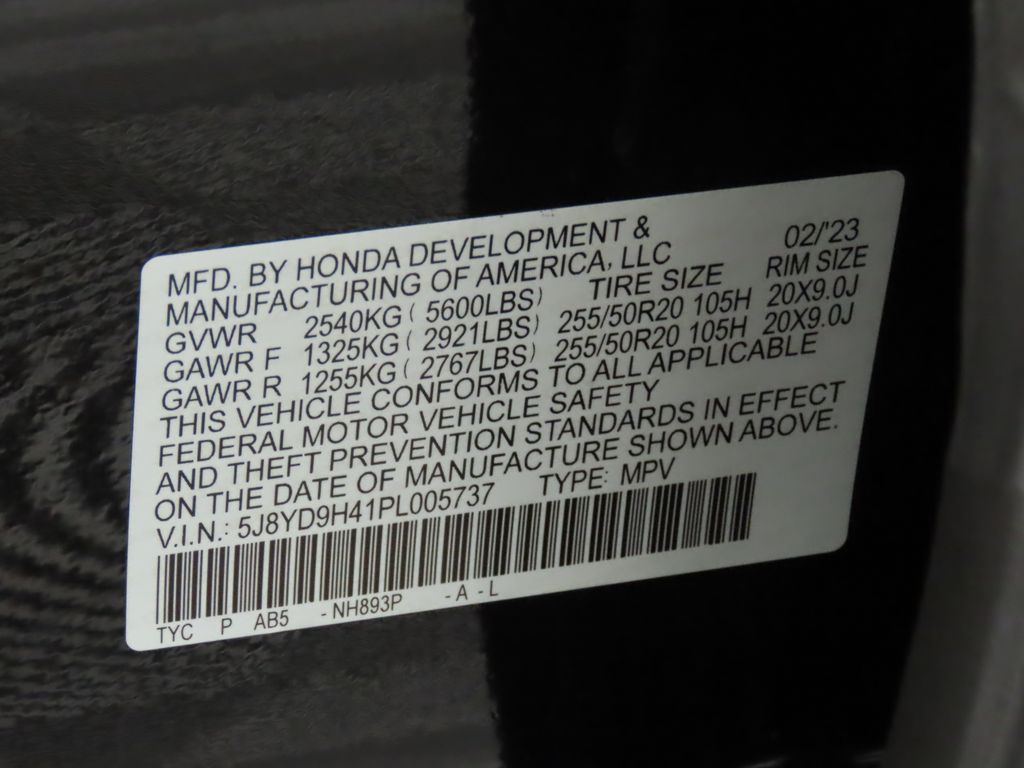 MFD. BY HONDA DEVELOPMENT & 02/'23
MANUFACTURING OF AMERICA, LLC
GVWR 2540KG ( 5600LBS) TIRE SIZE RIM SIZE
GAWR F 1325KG ( 2921LBS) 255/50R20 105H 20X9.0J
GAWR R 1255KG ( 2767LBS) 255/50R20 105H 20X9.0J
THIS VEHICLE CONFORMS TO ALL APPLICABLE
FEDERAL MOTOR VEHICLE SAFETY
AND THEFT PREVENTION STANDARDS IN EFFECT
ON THE DATE OF MANUFACTURE SHOWN ABOVE.
V.I.N.: 5J8YD9H41PL005737 TYPE: MPV
TYC P AB5 - NH893P - A - L